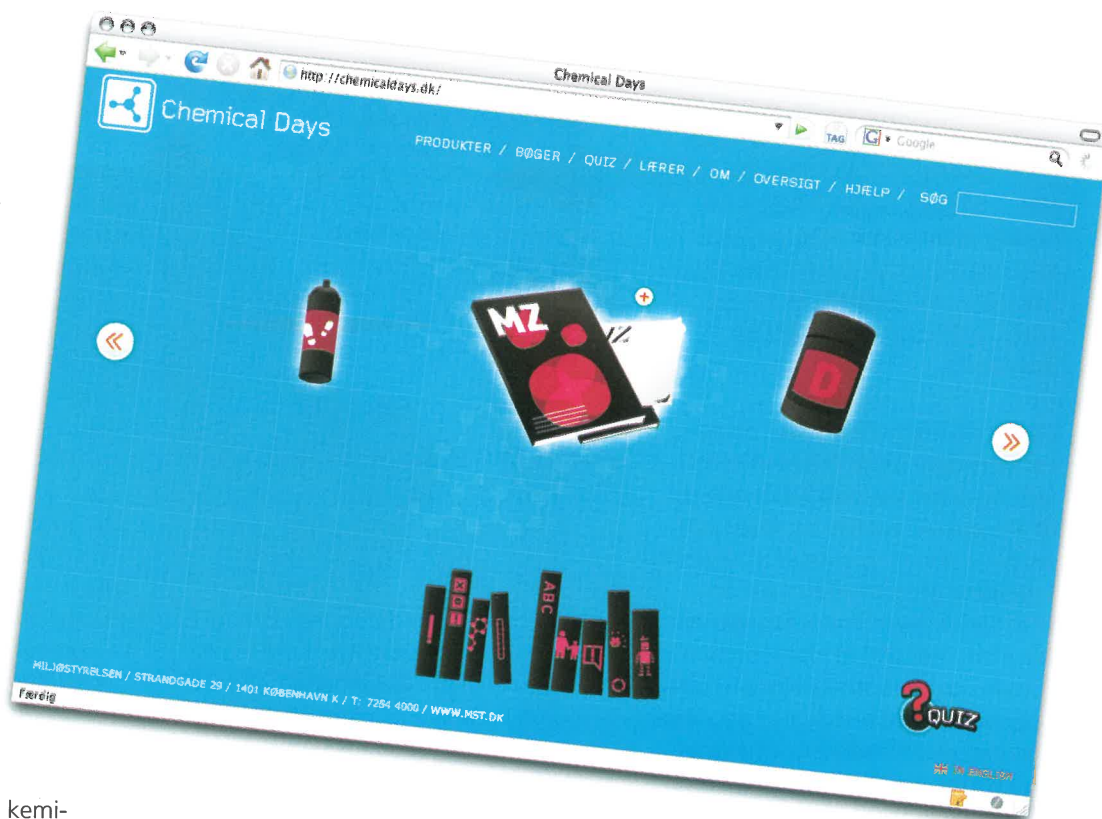 Chemical Days
http://chemicaldays.dk/
TAG
G Google
Chemical Days
PRODUKTER / BØGER / QUIZ / LÆRER / OM / OVERSIGT / HJÆLP / SØG
MZ
D
ABC
MILJØSTYRELSEN / STRANDGADE 29 / 1401 KØBENHAVN K / T: 7254 4000 / WWW.MST.DK
? QUIZ
IN ENGLISH
Færdig
kemi-